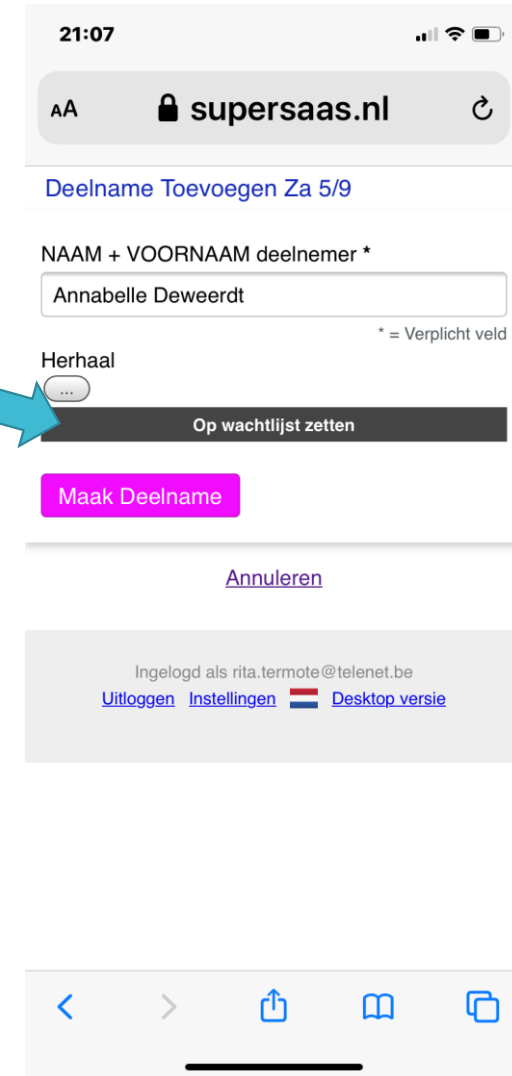 21:07
AA supersaas.nl
Deelname Toevoegen Za 5/9
NAAM + VOORNAAM deelnemer *
Annabelle Deweerdt
* = Verplicht veld
Herhaal
...
Op wachtlijst zetten
Maak Deelname
Annuleren
Ingelogd als rita.termote@telenet.be
Uitloggen Instellingen Desktop versie